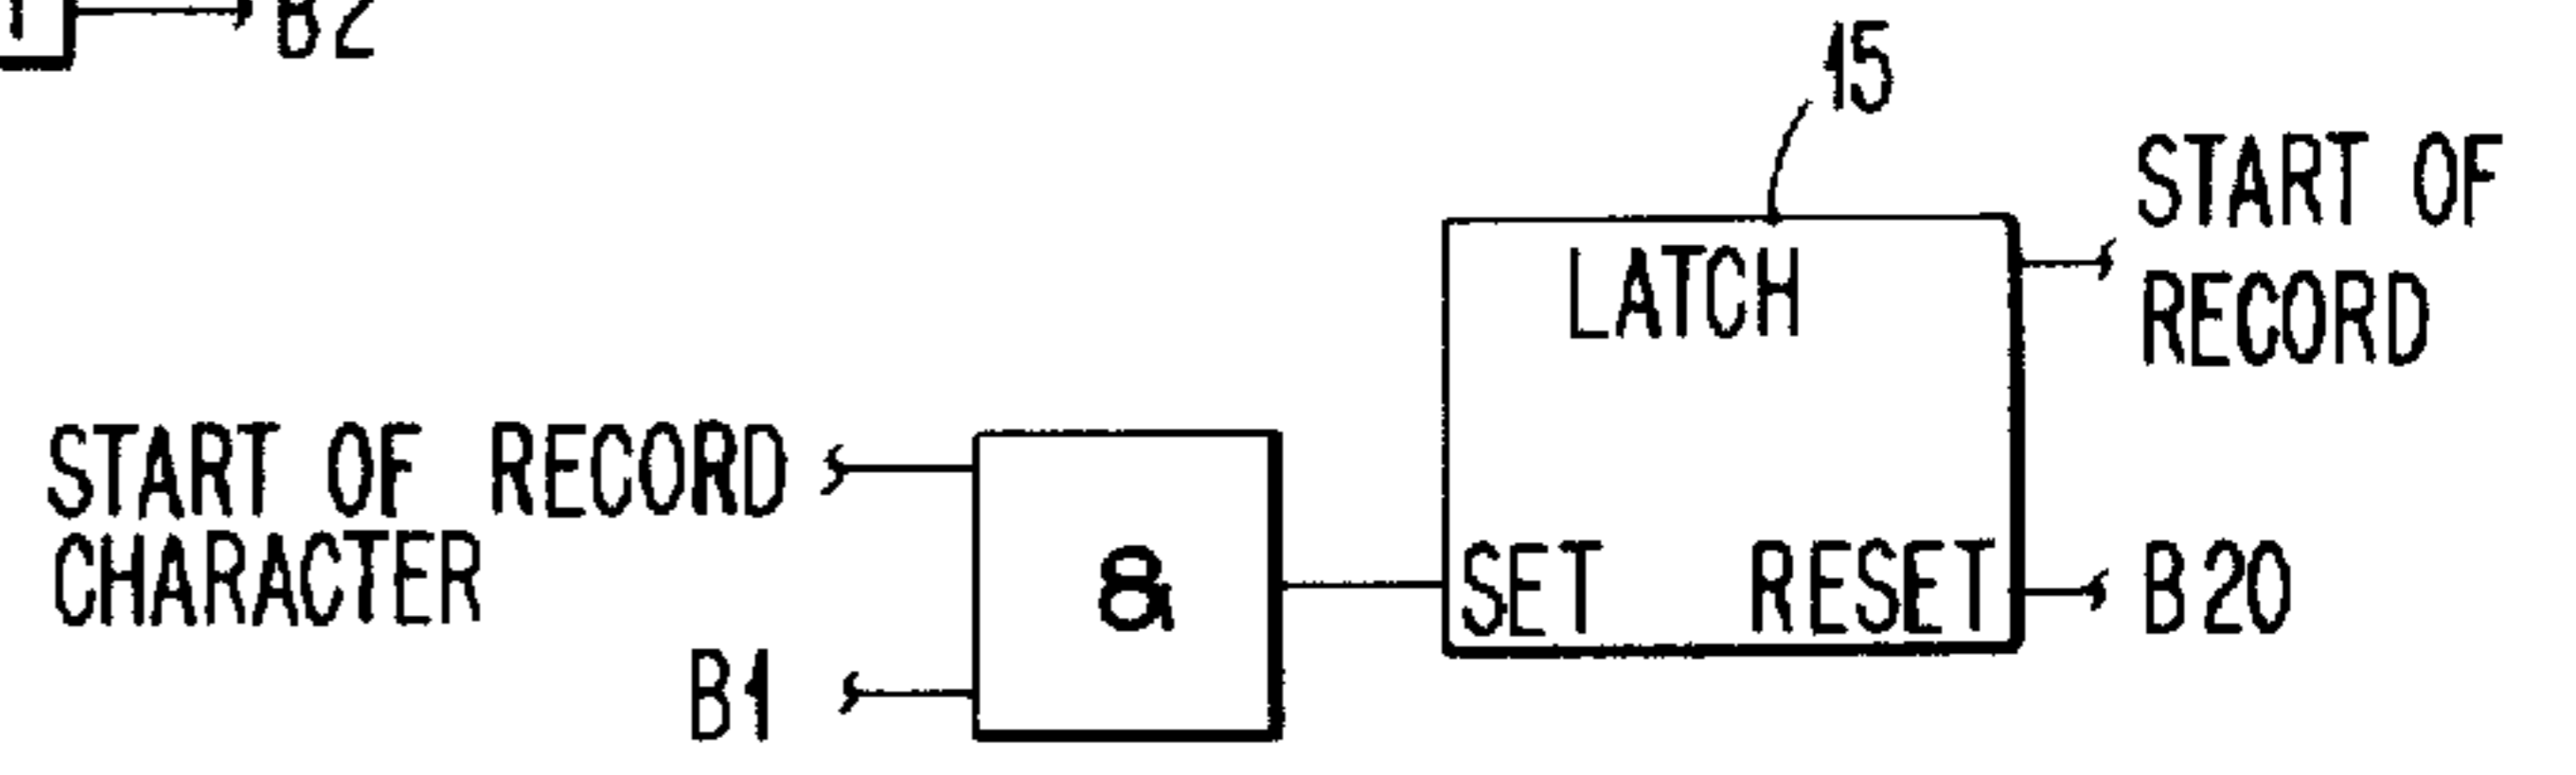 B2
15
START OF
RECORD
LATCH
START OF RECORD
CHARACTER
&
SET RESET
B20
B1